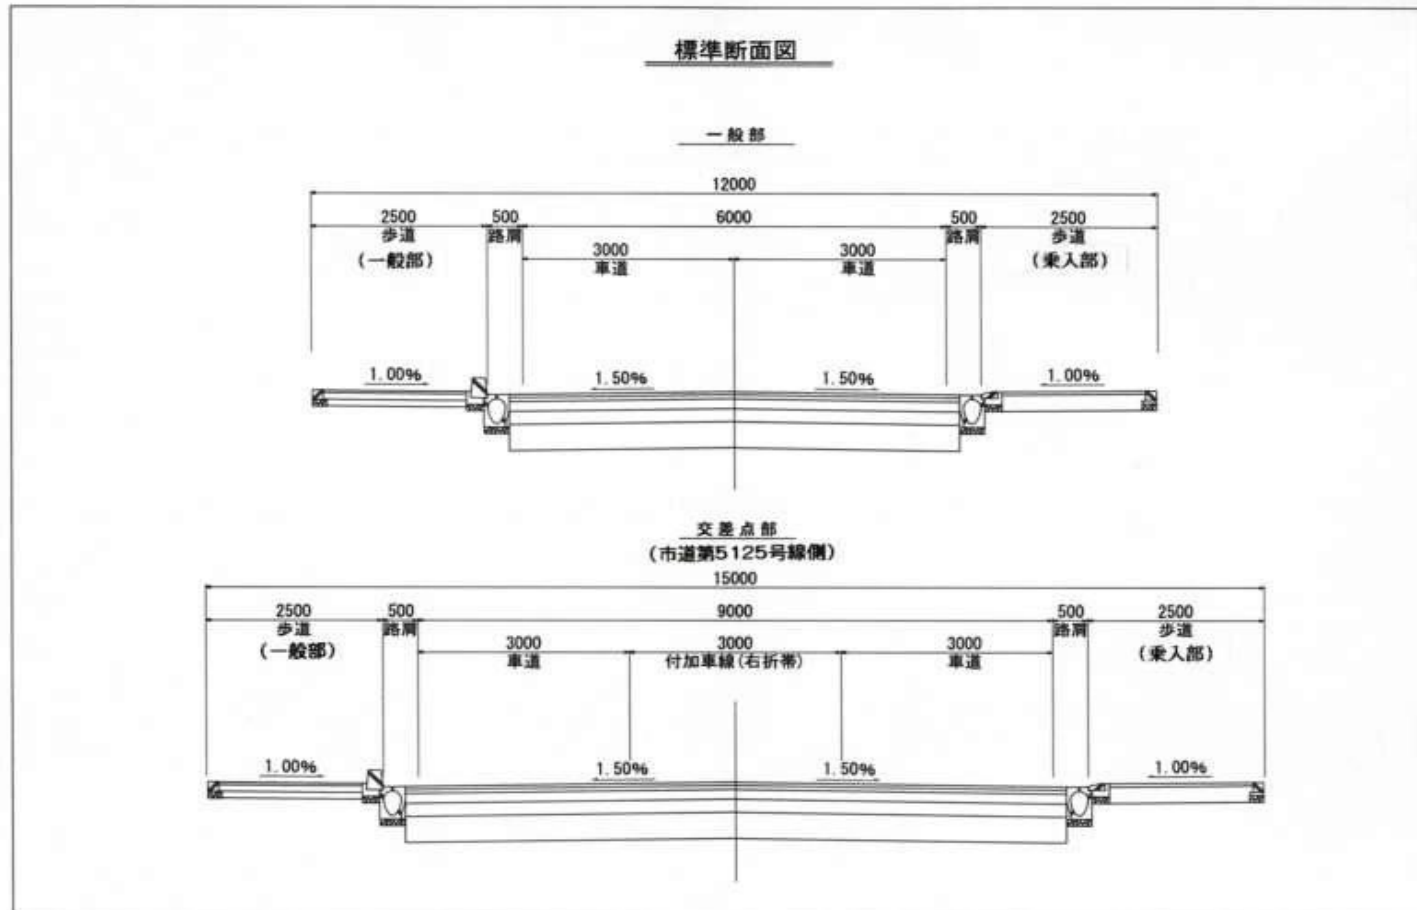 標準断面図
一般部
12000
2500 500 6000 500 2500
歩道 路肩 路肩 歩道
(一般部) 3000 3000 (乗入部)
車道 車道
1.00% 1.50% 1.50% 1.00%
交差点部
(市道第5125号線側)
15000
2500 500 9000 500 2500
歩道 路肩 路肩 歩道
(一般部) 3000 3000 3000 (乗入部)
車道 付加車線(右折帯) 車道
1.00% 1.50% 1.50% 1.00%